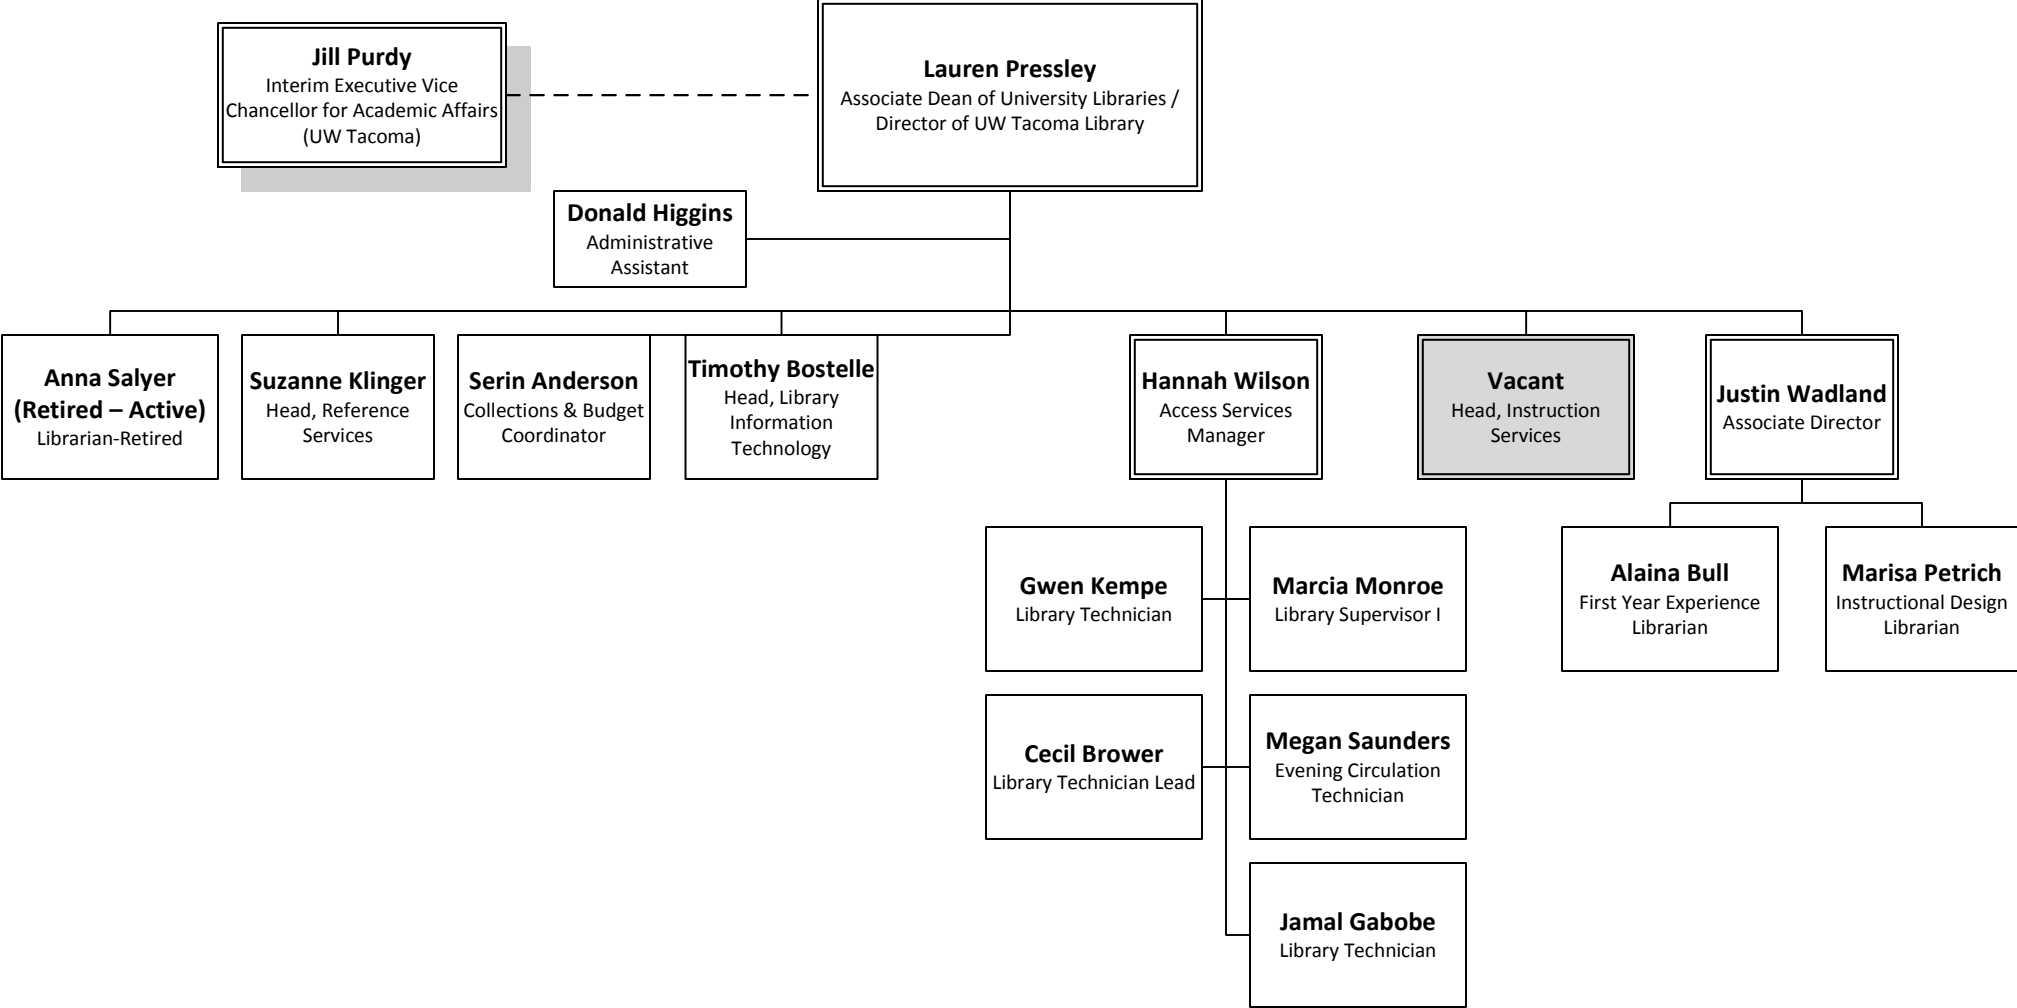 Jill Purdy
Interim Executive Vice
Chancellor for Academic Affairs
(UW Tacoma)
Lauren Pressley
Associate Dean of University Libraries /
Director of UW Tacoma Library
Donald Higgins
Administrative
Assistant
Anna Salyer
(Retired – Active)
Librarian-Retired
Suzanne Klinger
Head, Reference
Services
Serin Anderson
Collections & Budget
Coordinator
Timothy Bostelle
Head, Library
Information
Technology
Hannah Wilson
Access Services
Manager
Vacant
Head, Instruction
Services
Justin Wadland
Associate Director
Gwen Kempe
Library Technician
Marcia Monroe
Library Supervisor I
Alaina Bull
First Year Experience
Librarian
Marisa Petrich
Instructional Design
Librarian
Cecil Brower
Library Technician Lead
Megan Saunders
Evening Circulation
Technician
Jamal Gabobe
Library Technician